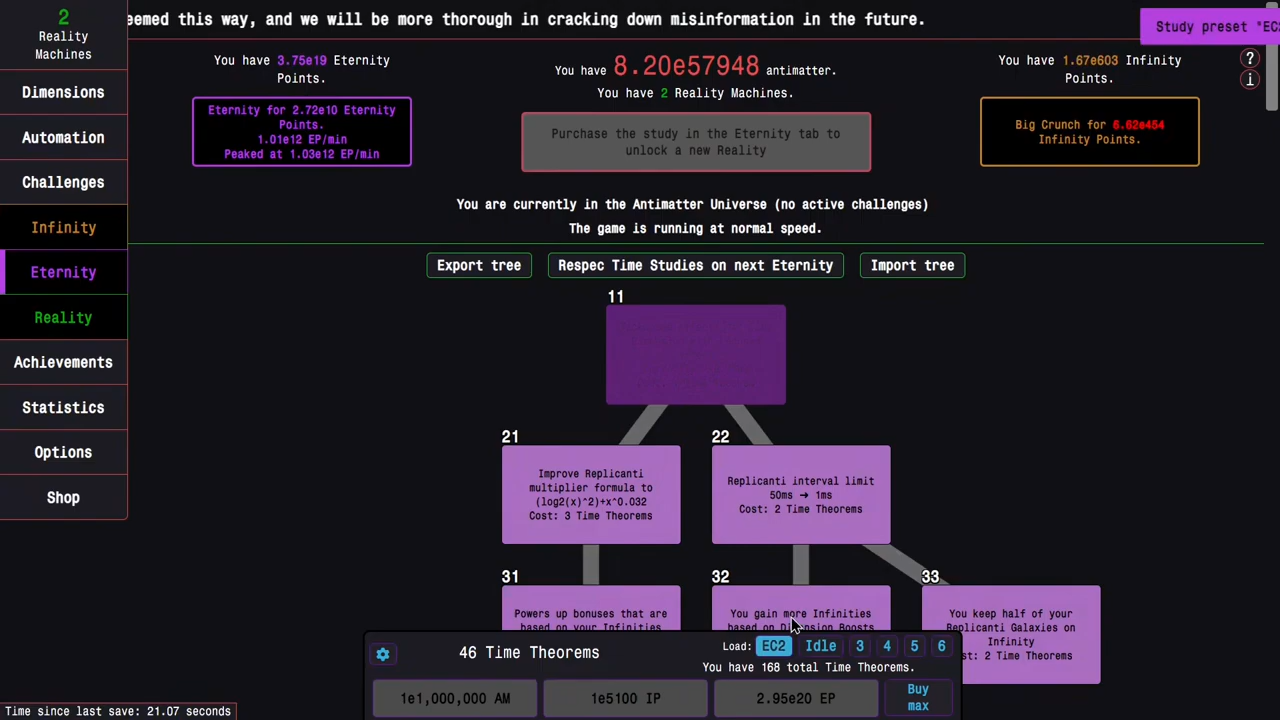 2
Reality
Machines
eemed this way, and we will be more thorough in cracking down misinformation in the future.
Study preset "EC2
Dimensions
Automation
Challenges
Infinity
Eternity
Reality
Achievements
Statistics
Options
Shop
You have 3.75e19 Eternity
Points.
Eternity for 2.72e10 Eternity
Points.
1.01e12 EP/min
Peaked at 1.03e12 EP/min
You have 8.20e57948 antimatter.
You have 2 Reality Machines.
Purchase the study in the Eternity tab to
unlock a new Reality
You have 1.67e603 Infinity
Points.
Big Crunch for 6.62e454
Infinity Points.
?
i
You are currently in the Antimatter Universe (no active challenges)
The game is running at normal speed.
Export tree
Respec Time Studies on next Eternity
Import tree
11
21
Improve Replicanti
multiplier formula to
(log2(x)^2)+x^0.032
Cost: 3 Time Theorems
22
Replicanti interval limit
50ms ➜ 1ms
Cost: 2 Time Theorems
31
Powers up bonuses that are
based on your Infinities
32
You gain more Infinities
based on Dimension Boosts
33
You keep half of your
Replicanti Galaxies on
Infinity
st: 2 Time Theorems
46 Time Theorems
Load: EC2 Idle 3 4 5 6
You have 168 total Time Theorems.
1e1,000,000 AM
1e5100 IP
2.95e20 EP
Buy
max
Time since last save: 21.07 seconds